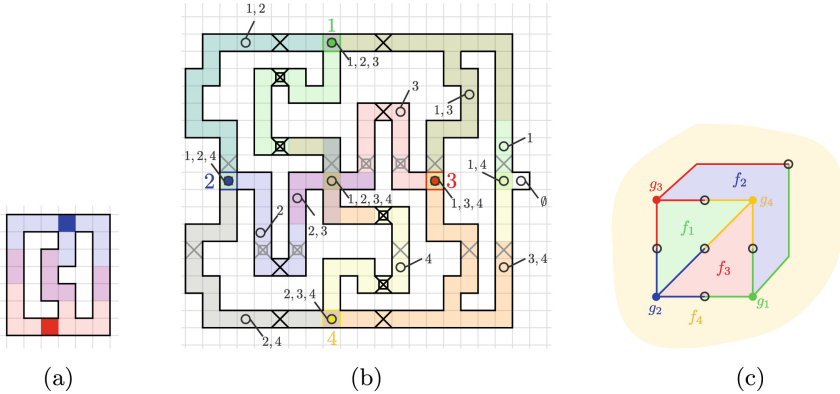 1
1, 2
1, 2, 3
3
1, 3
1
1, 2, 4
2
3
1, 4
1, 2, 3, 4
1, 3, 4
∅
2
2, 3
4
3, 4
2, 3, 4
2, 4
4
g₃
f₂
g₄
f₁
f₃
g₂
g₁
f₄
(a)
(b)
(c)